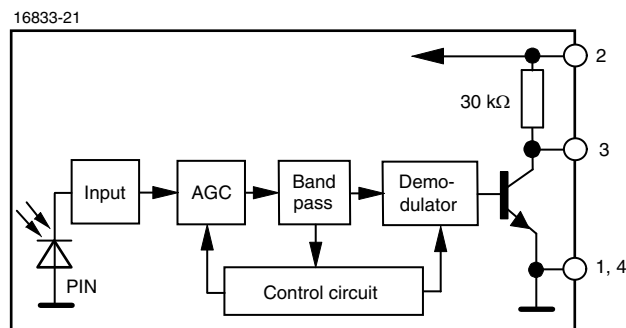 16833-21
2
30 kΩ
3
Input
AGC
Band
pass
Demo-
dulator
1, 4
PIN
Control circuit